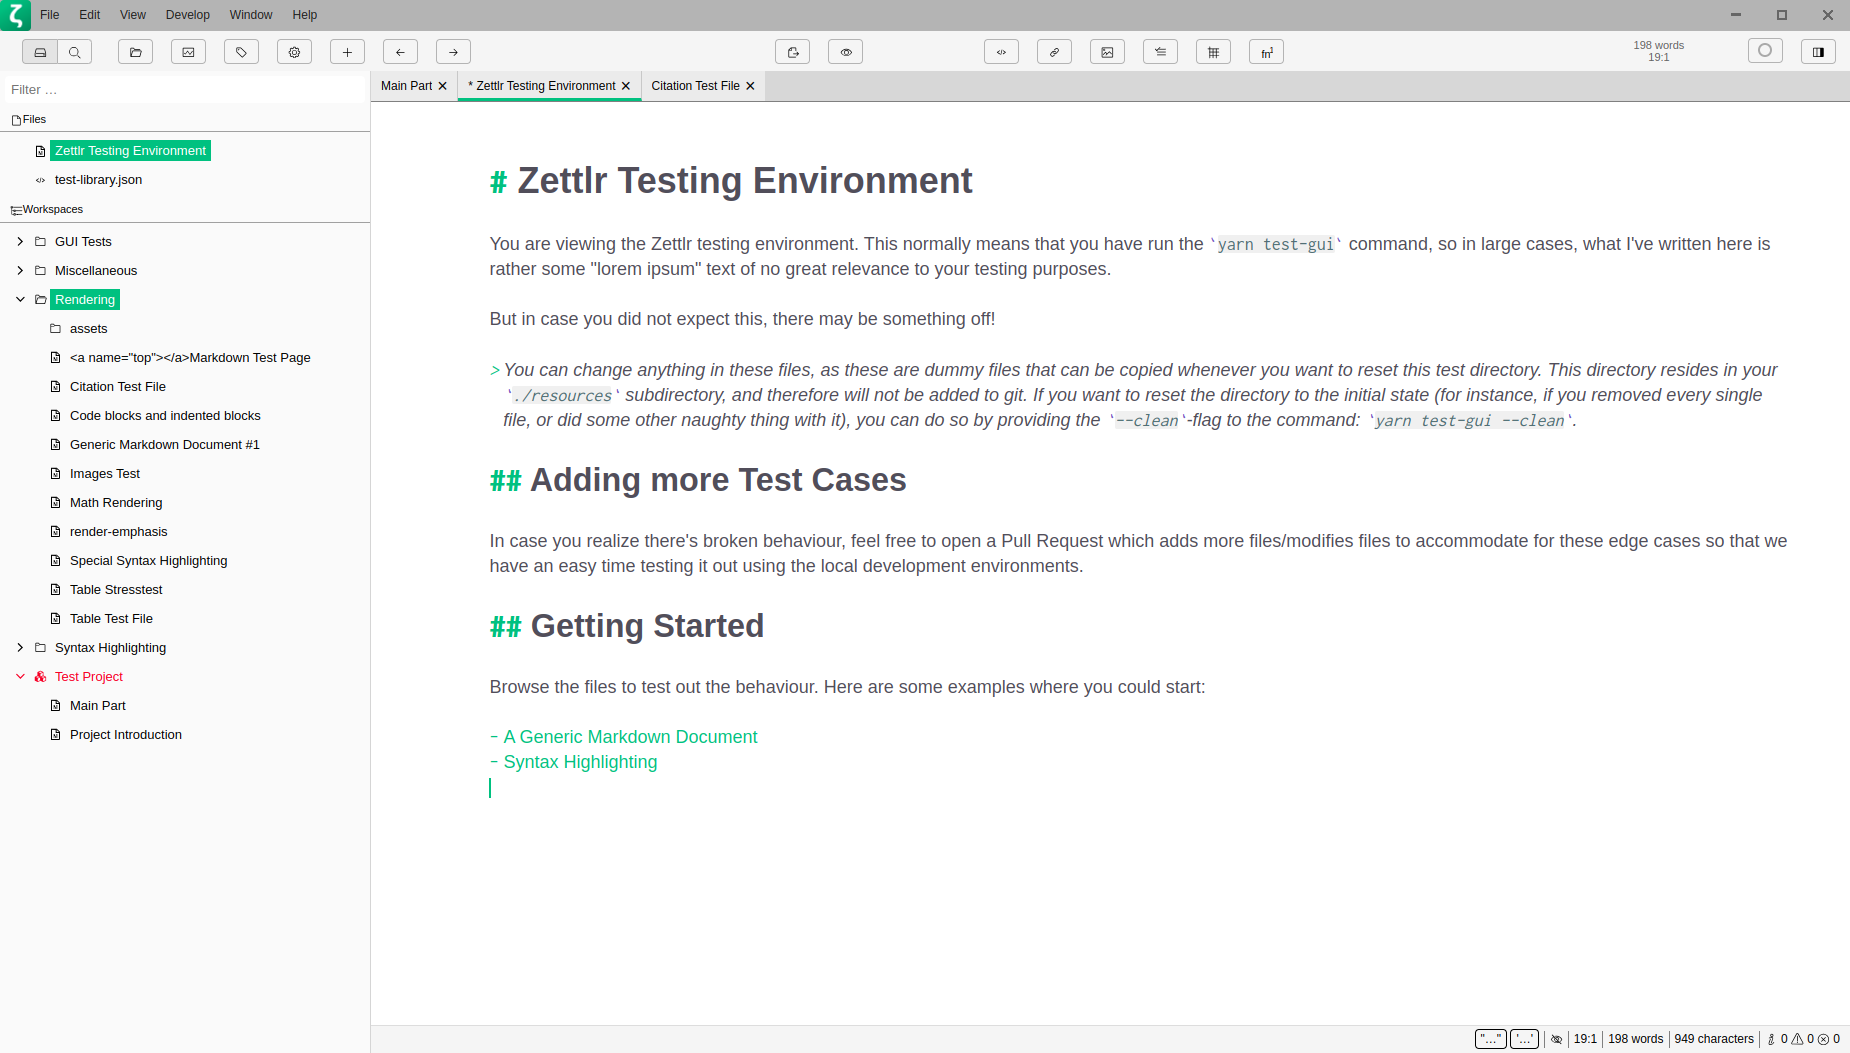 File Edit View Develop Window Help
fn¹
198 words
19:1
Filter …
Main Part
* Zettlr Testing Environment
Citation Test File
Files
Zettlr Testing Environment
test-library.json
Workspaces
GUI Tests
Miscellaneous
Rendering
assets
<a name="top"></a>Markdown Test Page
Citation Test File
Code blocks and indented blocks
Generic Markdown Document #1
Images Test
Math Rendering
render-emphasis
Special Syntax Highlighting
Table Stresstest
Table Test File
Syntax Highlighting
Test Project
Main Part
Project Introduction
# Zettlr Testing Environment
You are viewing the Zettlr testing environment. This normally means that you have run the `yarn test-gui` command, so in large cases, what I've written here is
rather some "lorem ipsum" text of no great relevance to your testing purposes.
But in case you did not expect this, there may be something off!
> You can change anything in these files, as these are dummy files that can be copied whenever you want to reset this test directory. This directory resides in your
`./resources` subdirectory, and therefore will not be added to git. If you want to reset the directory to the initial state (for instance, if you removed every single
file, or did some other naughty thing with it), you can do so by providing the `--clean`-flag to the command: `yarn test-gui --clean`.
## Adding more Test Cases
In case you realize there's broken behaviour, feel free to open a Pull Request which adds more files/modifies files to accommodate for these edge cases so that we
have an easy time testing it out using the local development environments.
## Getting Started
Browse the files to test out the behaviour. Here are some examples where you could start:
- A Generic Markdown Document
- Syntax Highlighting
"…" '…' 19:1 198 words 949 characters 0 0 0